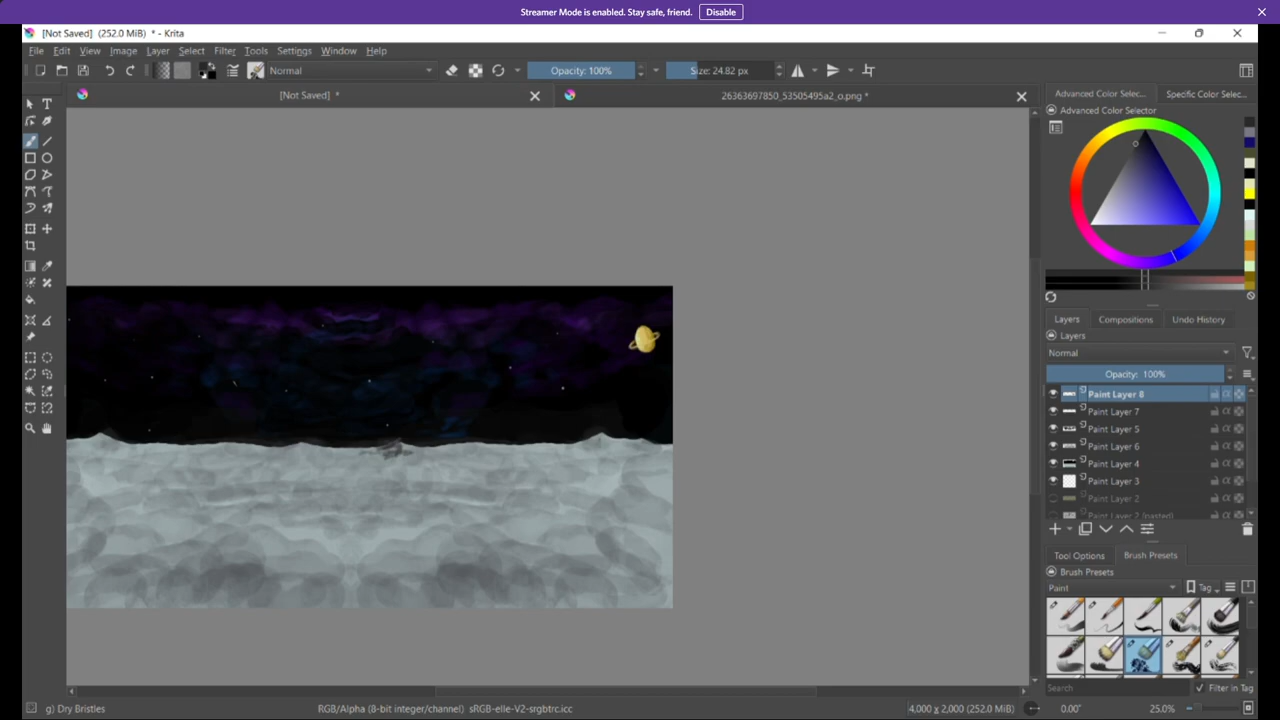 Streamer Mode is enabled. Stay safe, friend. Disable
[Not Saved] (252.0 MiB) * - Krita
File Edit View Image Layer Select Filter Tools Settings Window Help
Normal Opacity: 100% Size: 24.82 px
[Not Saved] * 26363697850_53505495a2_o.png *
Advanced Color Selec... Specific Color Selec...
Advanced Color Selector
Layers Compositions Undo History
Layers
Normal
Opacity: 100%
Paint Layer 8
Paint Layer 7
Paint Layer 5
Paint Layer 6
Paint Layer 4
Paint Layer 3
Paint Layer 2
Paint Layer 2 (pasted)
Tool Options Brush Presets
Brush Presets
Paint Tag
Search Filter in Tag
g) Dry Bristles RGB/Alpha (8-bit integer/channel) sRGB-elle-V2-srgbtrc.icc 4,000 x 2,000 (252.0 MiB) 0.00° 25.0%